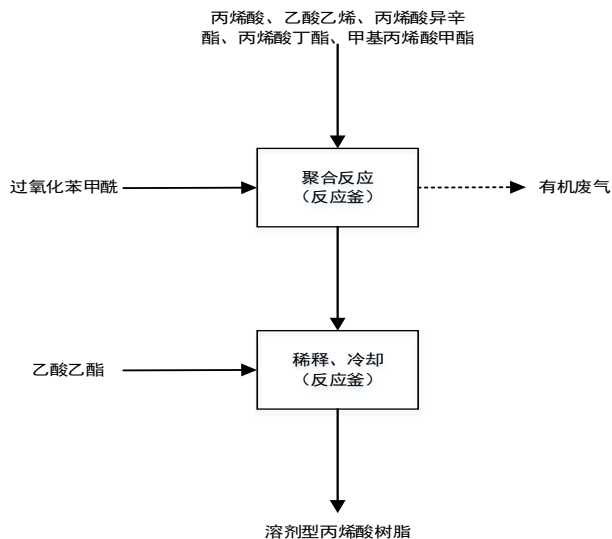 丙烯酸、乙酸乙烯、丙烯酸异辛
酯、丙烯酸丁酯、甲基丙烯酸甲酯
过氧化苯甲酰
聚合反应
（反应釜）
有机废气
乙酸乙酯
稀释、冷却
（反应釜）
溶剂型丙烯酸树脂